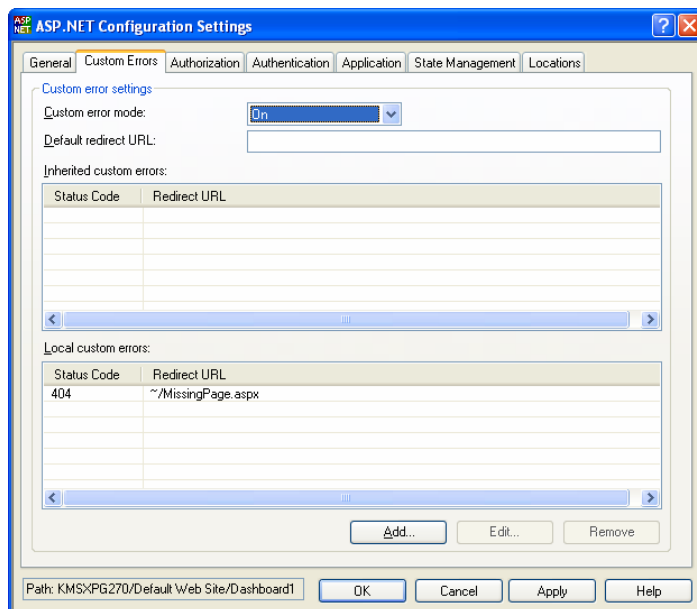 ASP.NET ASP.NET Configuration Settings
General Custom Errors Authorization Authentication Application State Management Locations
Custom error settings
Custom error mode: On
Default redirect URL:
Inherited custom errors:
Status Code Redirect URL
Local custom errors:
Status Code Redirect URL
404 ~/MissingPage.aspx
Add... Edit... Remove
Path: KMSXPG270/Default Web Site/Dashboard1 OK Cancel Apply Help